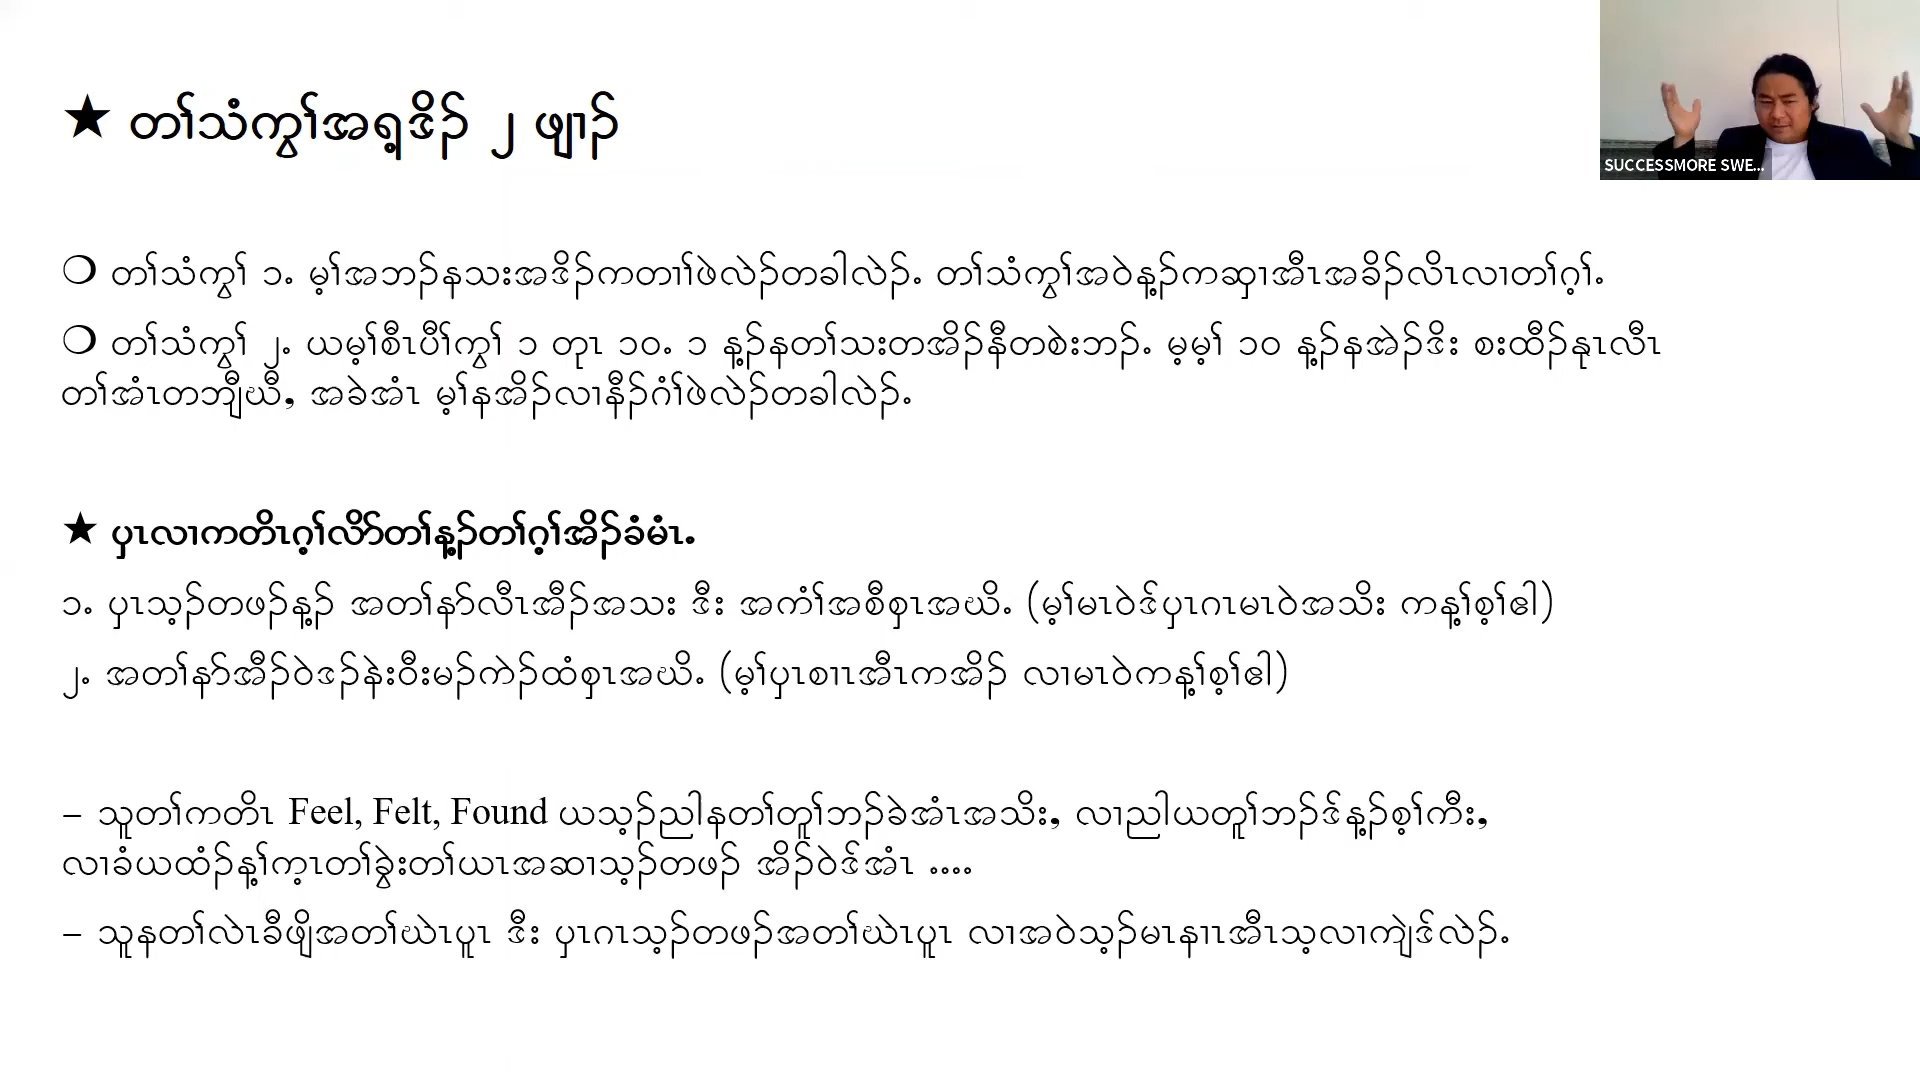 ★ တၢ်သံကွၢ်အရ့ဒိၣ် ၂ ဖျၢၣ်
SUCCESSMORE SWE...
❍ တၢ်သံကွၢ် ၁. မ့ၢ်အဘၣ်နသးအဒိၣ်ကတၢၢ်ဖဲလဲၣ်တခါလဲၣ်. တၢ်သံကွၢ်အဝဲန့ၣ်ကဆှၢအီၤအခိၣ်လိၤလၢတၢ်ဂ့ၢ်.
❍ တၢ်သံကွၢ် ၂. ယမ့ၢ်စီၤပီၢ်ကွၢ် ၁ တုၤ ၁၀. ၁ န့ၣ်နတၢ်သးတအိၣ်နီတစဲးဘၣ်. မ့မ့ၢ် ၁၀ န့ၣ်နအဲၣ်ဒိး စးထီၣ်နုၤလီၤ
တၢ်အံၤတဘျီဃီ, အခဲအံၤ မ့ၢ်နအိၣ်လၢနီၣ်ဂံၢ်ဖဲလဲၣ်တခါလဲၣ်.
★ ပှၤလၢကတိၤဂ့ၢ်လိာ်တၢ်န့ၣ်တၢ်ဂ့ၢ်အိၣ်ခံမံၤ.
၁. ပှၤသ့ၣ်တဖၣ်န့ၣ် အတၢ်နာ်လီၤအီၣ်အသး ဒီး အကံၢ်အစီစှၤအဃိ. (မ့ၢ်မၤဝဲဒ်ပှၤဂၤမၤဝဲအသိး ကန့ၢ်စ့ၢ်ဧါ)
၂. အတၢ်နာ်အီၣ်ဝဲဒၣ်နဲးဝီးမၣ်ကဲၣ်ထံစှၤအဃိ. (မ့ၢ်ပှၤစၢၤအီၤကအိၣ် လၢမၤဝဲကန့ၢ်စ့ၢ်ဧါ)
– သူတၢ်ကတိၤ Feel, Felt, Found ယသ့ၣ်ညါနတၢ်တူၢ်ဘၣ်ခဲအံၤအသိး, လၢညါယတူၢ်ဘၣ်ဒ်န့ၣ်စ့ၢ်ကီး,
လၢခံယထံၣ်န့ၢ်က့ၤတၢ်ခွဲးတၢ်ယၤအဆၢသ့ၣ်တဖၣ် အိၣ်ဝဲဒ်အံၤ ....
– သူနတၢ်လဲၤခီဖျိအတၢ်ဃဲၤပူၤ ဒီး ပှၤဂၤသ့ၣ်တဖၣ်အတၢ်ဃဲၤပူၤ လၢအဝဲသ့ၣ်မၤနၢၤအီၤသ့လၢကျဲဒ်လဲၣ်.